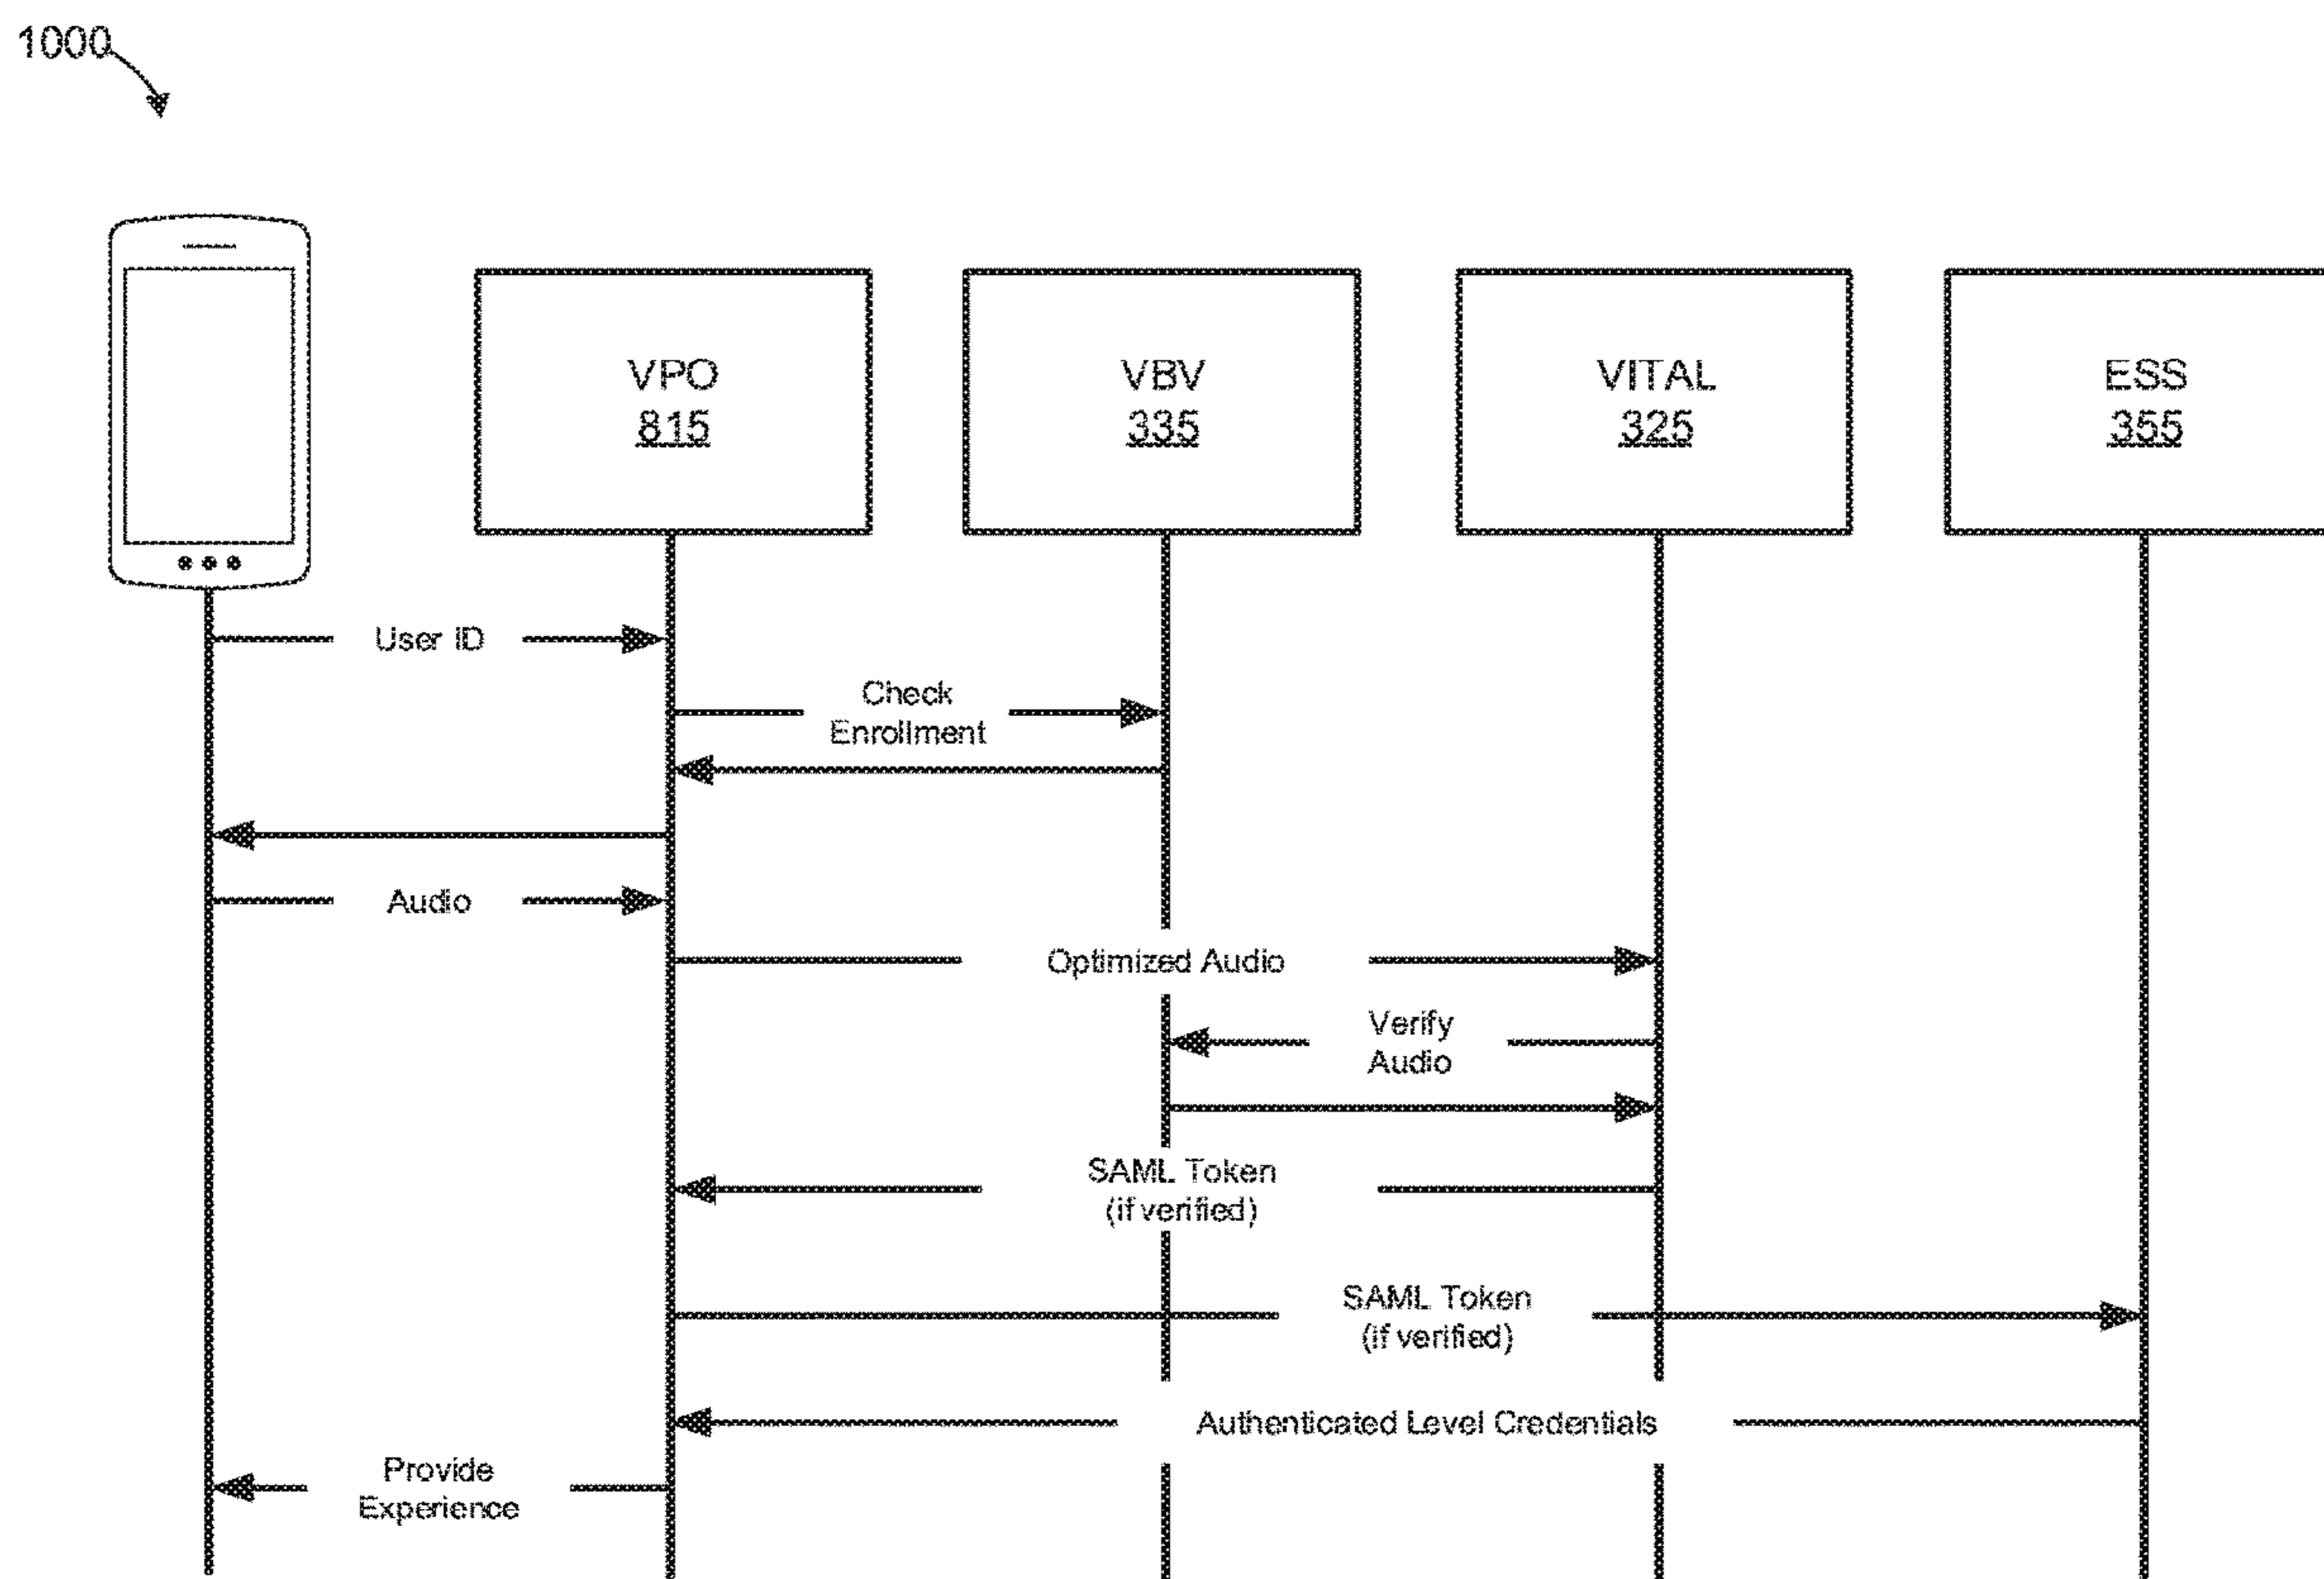 1000
VPO
815
VBV
335
VITAL
325
ESS
355
User ID
Check
Enrollment
Audio
Optimized Audio
Verify
Audio
SAML Token
(if verified)
SAML Token
(if verified)
Authenticated Level Credentials
Provide
Experience